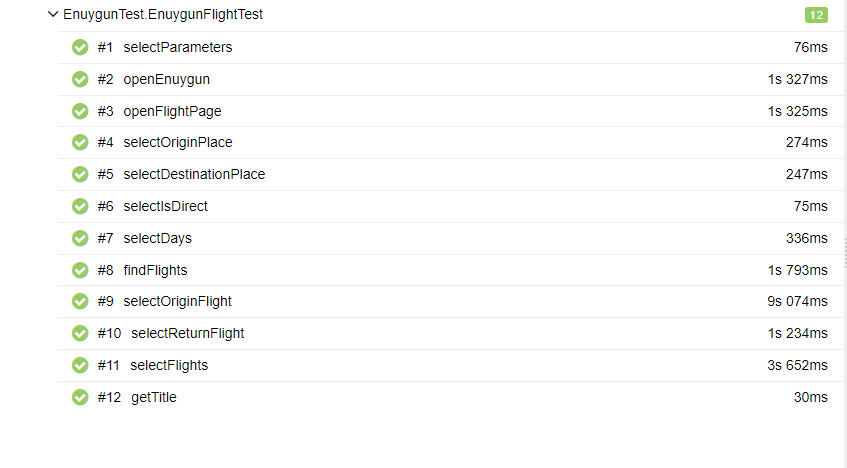 EnuygunTest.EnuygunFlightTest 12
#1 selectParameters 76ms
#2 openEnuygun 1s 327ms
#3 openFlightPage 1s 325ms
#4 selectOriginPlace 274ms
#5 selectDestinationPlace 247ms
#6 selectIsDirect 75ms
#7 selectDays 336ms
#8 findFlights 1s 793ms
#9 selectOriginFlight 9s 074ms
#10 selectReturnFlight 1s 234ms
#11 selectFlights 3s 652ms
#12 getTitle 30ms